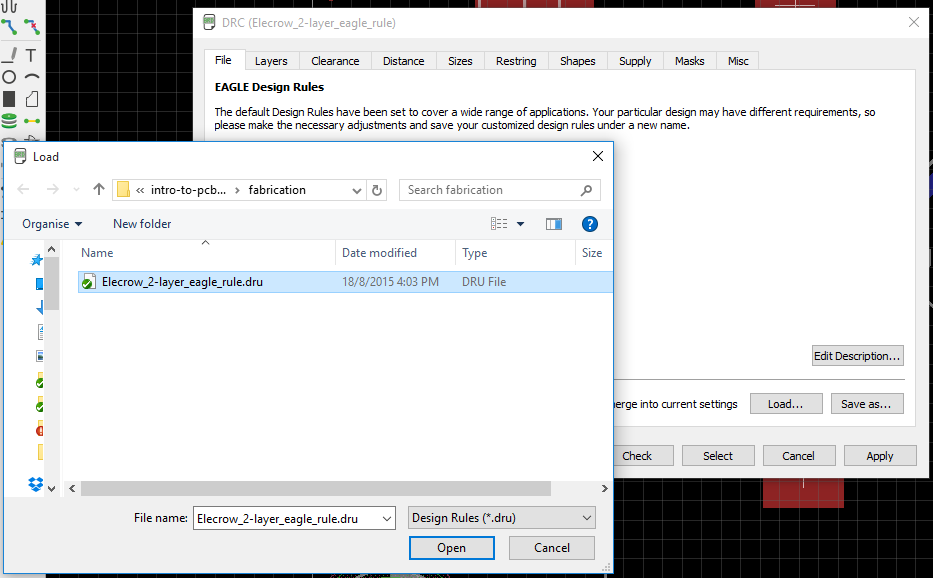 DRC (Elecrow_2-layer_eagle_rule)
File Layers Clearance Distance Sizes Restring Shapes Supply Masks Misc
EAGLE Design Rules
The default Design Rules have been set to cover a wide range of applications. Your particular design may have different requirements, so
please make the necessary adjustments and save your customized design rules under a new name.
Load
« intro-to-pcb... › fabrication
Search fabrication
Organise New folder
Name Date modified Type Size
Elecrow_2-layer_eagle_rule.dru 18/8/2015 4:03 PM DRU File
Edit Description...
into current settings Load... Save as...
Check Select Cancel Apply
File name: Elecrow_2-layer_eagle_rule.dru Design Rules (*.dru)
Open Cancel